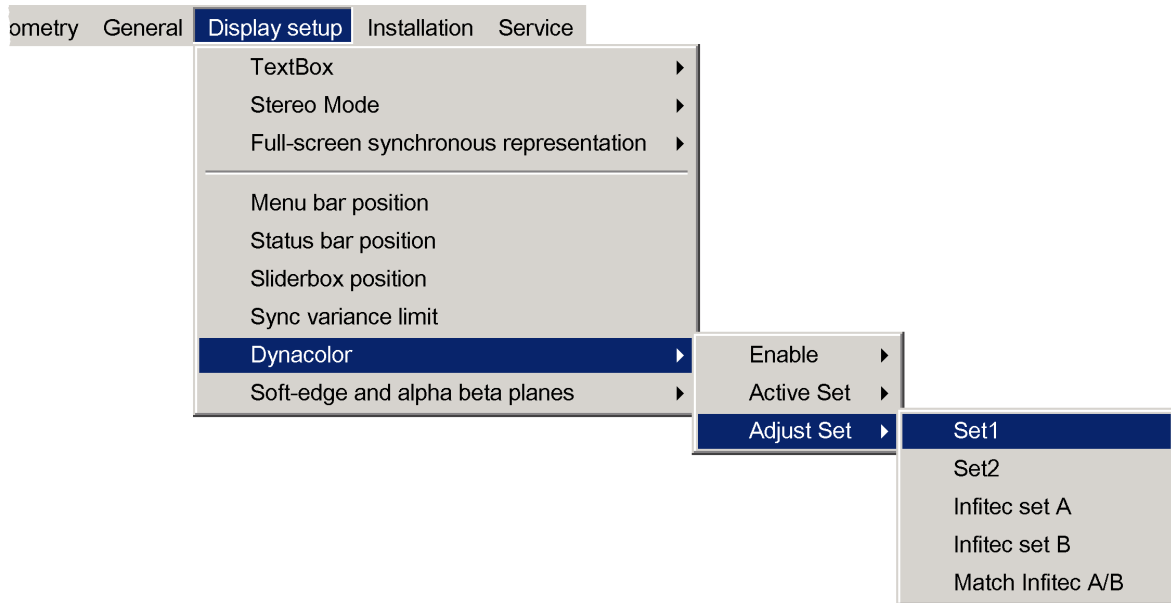 ometry General Display setup Installation Service
TextBox
Stereo Mode
Full-screen synchronous representation
Menu bar position
Status bar position
Sliderbox position
Sync variance limit
Dynacolor
Soft-edge and alpha beta planes
Enable
Active Set
Adjust Set
Set1
Set2
Infitec set A
Infitec set B
Match Infitec A/B